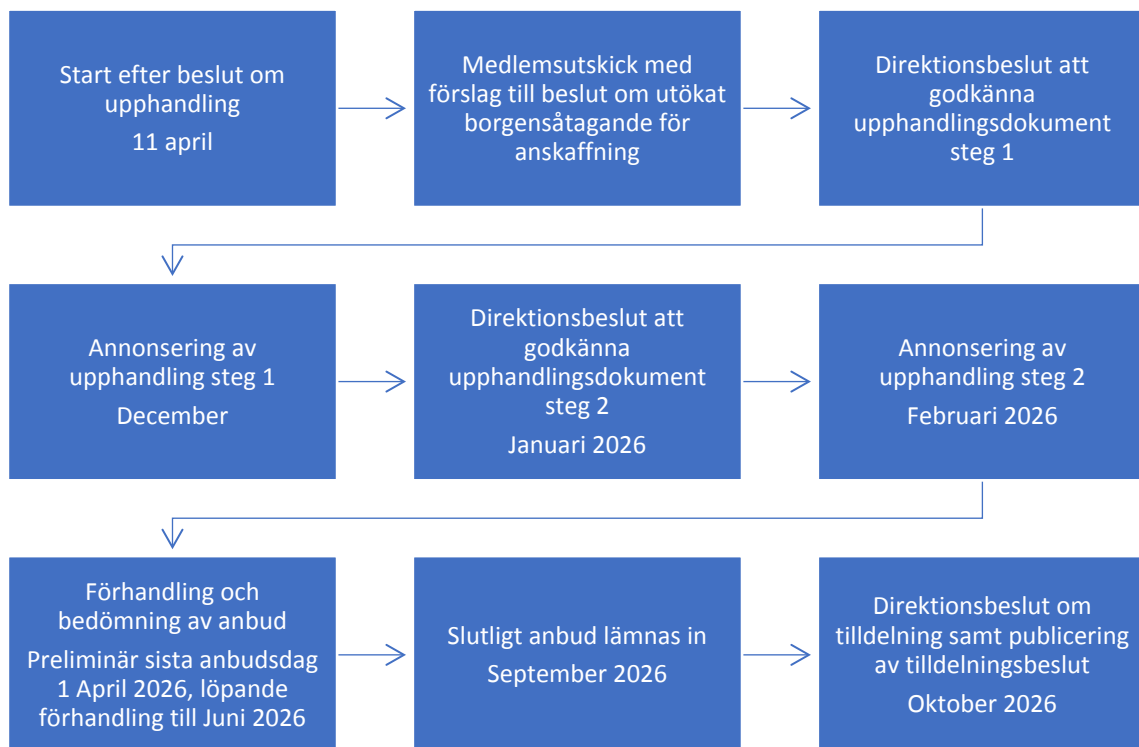 Start efter beslut om
upphandling
11 april
Medlemsutskick med
förslag till beslut om utökat
borgensåtagande för
anskaffning
Direktionsbeslut att
godkänna
upphandlingsdokument
steg 1
Annonsering av
upphandling steg 1
December
Direktionsbeslut att
godkänna
upphandlingsdokument
steg 2
Januari 2026
Annonsering av
upphandling steg 2
Februari 2026
Förhandling och
bedömning av anbud
Preliminär sista anbudsdag
1 April 2026, löpande
förhandling till Juni 2026
Slutligt anbud lämnas in
September 2026
Direktionsbeslut om
tilldelning samt publicering
av tilldelningsbeslut
Oktober 2026